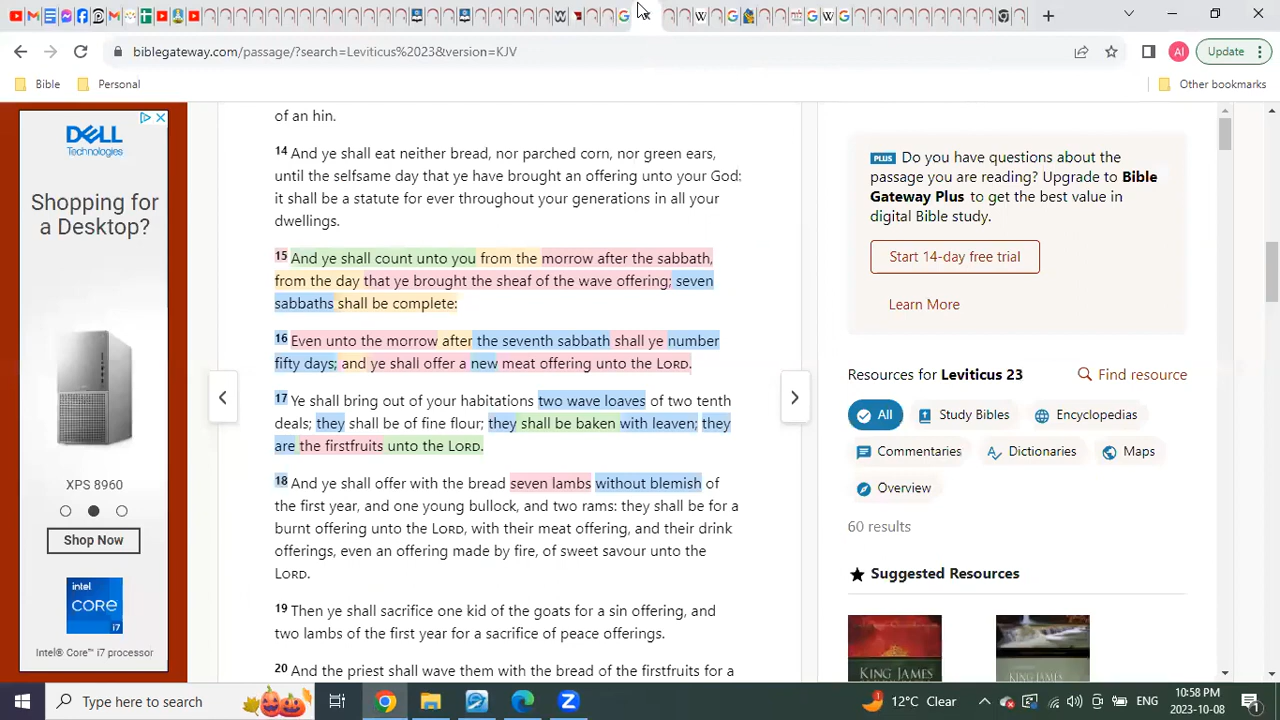 biblegateway.com/passage/?search=Leviticus%2023&version=KJV
AI
Update
Bible
Personal
Other bookmarks
DELL
Technologies
Shopping for
a Desktop?
XPS 8960
Shop Now
intel
CORE
i7
Intel® Core™ i7 processor
of an hin.
14 And ye shall eat neither bread, nor parched corn, nor green ears,
until the selfsame day that ye have brought an offering unto your God:
it shall be a statute for ever throughout your generations in all your
dwellings.
15 And ye shall count unto you from the morrow after the sabbath,
from the day that ye brought the sheaf of the wave offering; seven
sabbaths shall be complete:
16 Even unto the morrow after the seventh sabbath shall ye number
fifty days; and ye shall offer a new meat offering unto the LORD.
17 Ye shall bring out of your habitations two wave loaves of two tenth
deals; they shall be of fine flour; they shall be baken with leaven; they
are the firstfruits unto the LORD.
18 And ye shall offer with the bread seven lambs without blemish of
the first year, and one young bullock, and two rams: they shall be for a
burnt offering unto the LORD, with their meat offering, and their drink
offerings, even an offering made by fire, of sweet savour unto the
LORD.
19 Then ye shall sacrifice one kid of the goats for a sin offering, and
two lambs of the first year for a sacrifice of peace offerings.
20 And the priest shall wave them with the bread of the firstfruits for a
PLUS Do you have questions about the
passage you are reading? Upgrade to Bible
Gateway Plus to get the best value in
digital Bible study.
Start 14-day free trial
Learn More
Resources for Leviticus 23
Find resource
All
Study Bibles
Encyclopedias
Commentaries
Dictionaries
Maps
Overview
60 results
Suggested Resources
KING JAMES
KING JAMES
Type here to search
12°C Clear
ENG
10:58 PM
2023-10-08